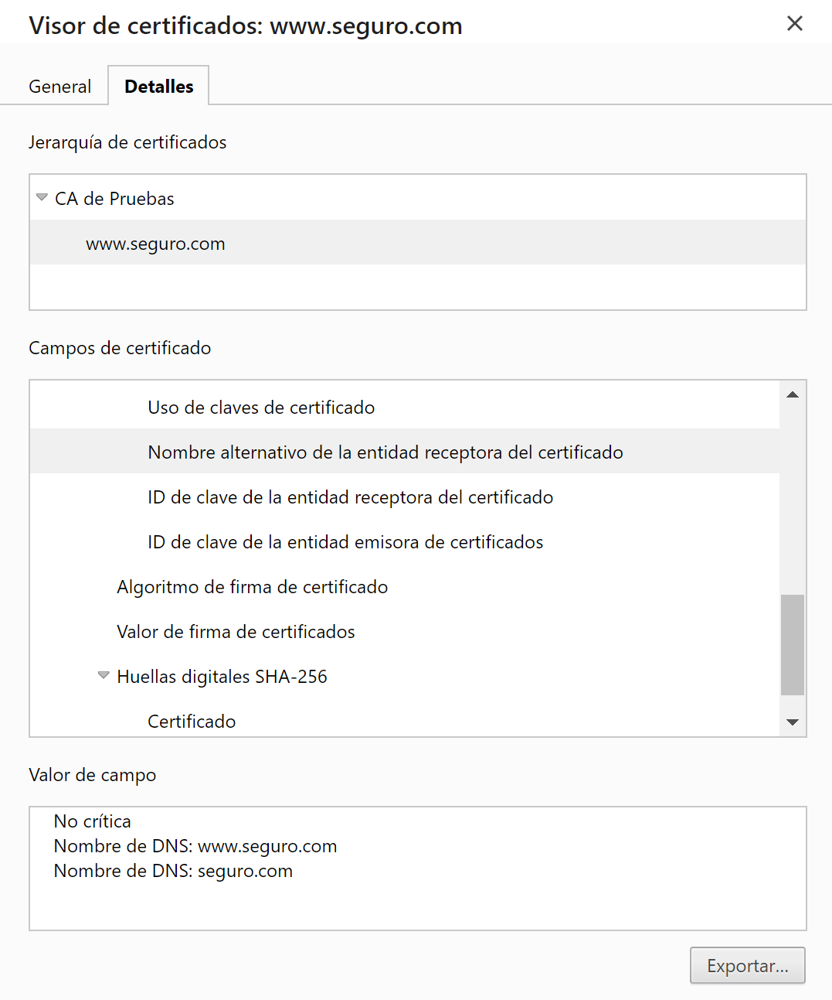 Visor de certificados: www.seguro.com
General
Detalles
Jerarquía de certificados
CA de Pruebas
www.seguro.com
Campos de certificado
Uso de claves de certificado
Nombre alternativo de la entidad receptora del certificado
ID de clave de la entidad receptora del certificado
ID de clave de la entidad emisora de certificados
Algoritmo de firma de certificado
Valor de firma de certificados
Huellas digitales SHA-256
Certificado
Valor de campo
No crítica
Nombre de DNS: www.seguro.com
Nombre de DNS: seguro.com
Exportar...